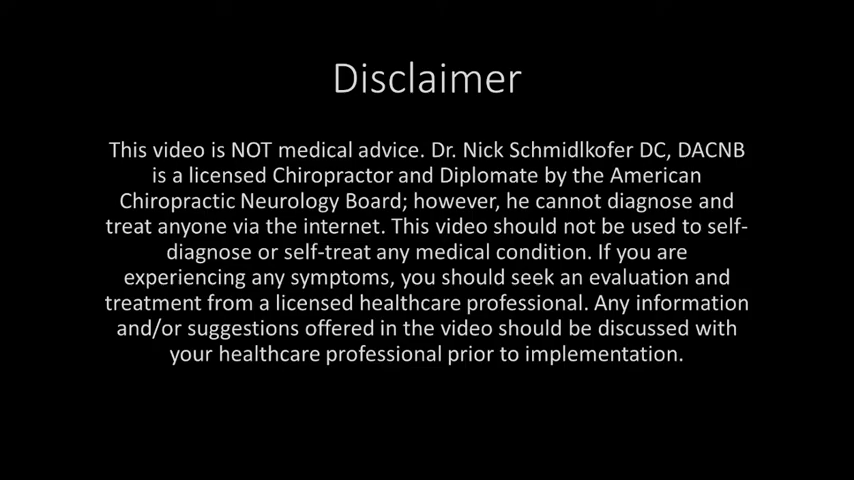 Disclaimer
This video is NOT medical advice. Dr. Nick Schmidlkofer DC, DACNB
is a licensed Chiropractor and Diplomate by the American
Chiropractic Neurology Board; however, he cannot diagnose and
treat anyone via the internet. This video should not be used to self-
diagnose or self-treat any medical condition. If you are
experiencing any symptoms, you should seek an evaluation and
treatment from a licensed healthcare professional. Any information
and/or suggestions offered in the video should be discussed with
your healthcare professional prior to implementation.